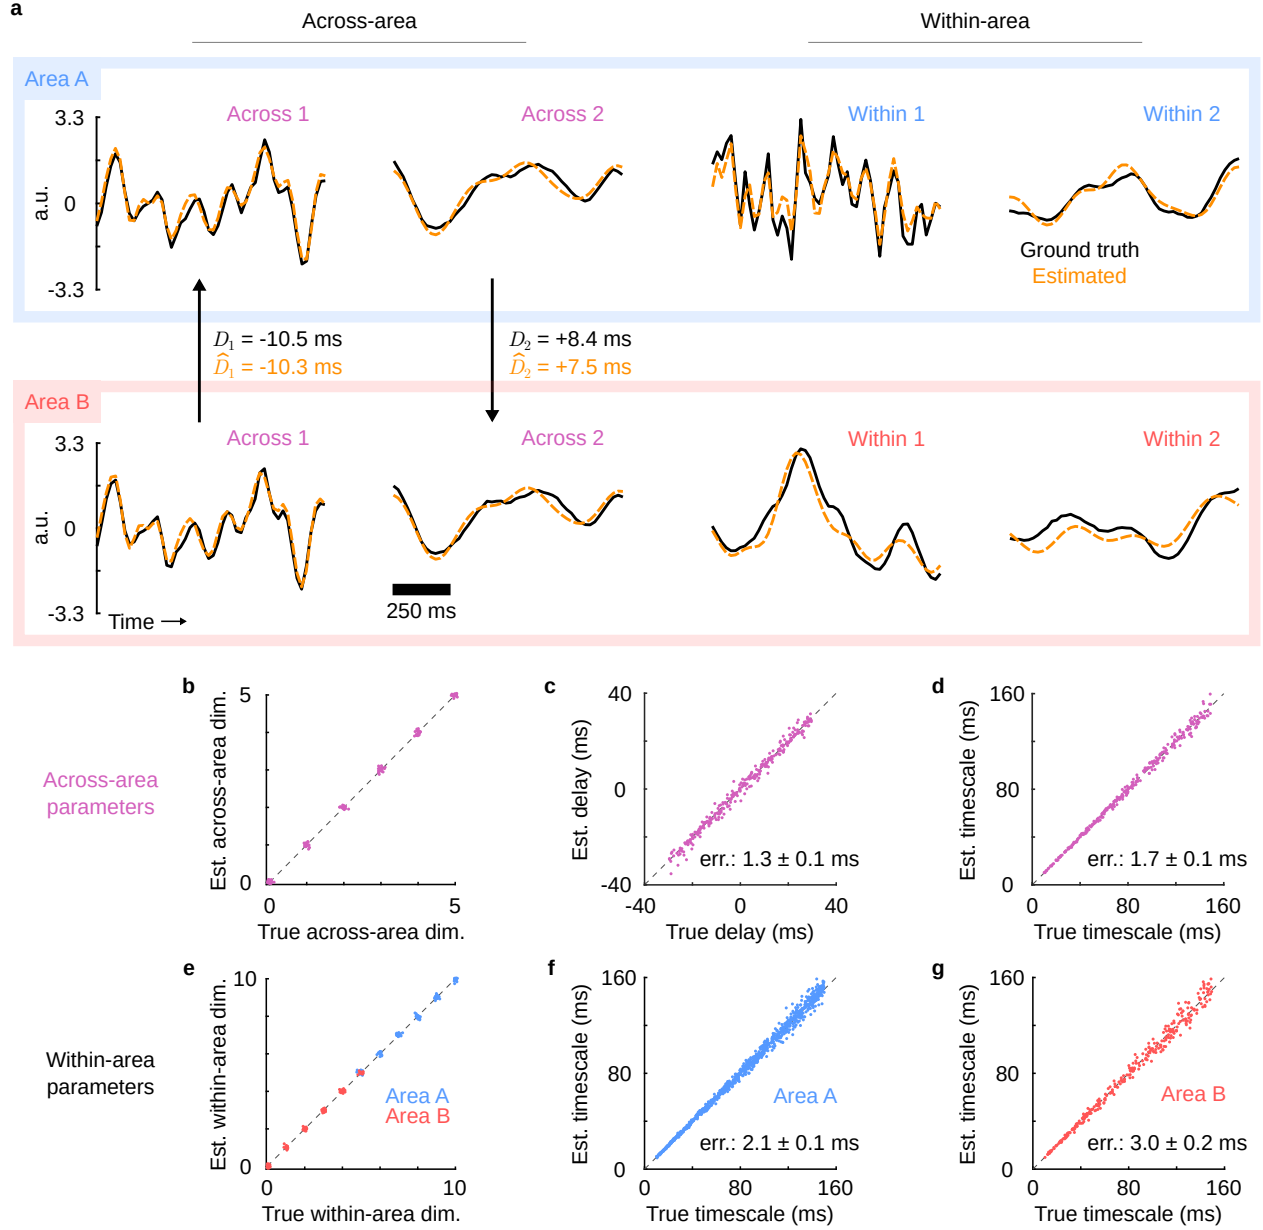 a
Across-area
Within-area
Area A
Across 1
Across 2
Within 1
Within 2
3.3
0
-3.3
a.u.
Ground truth
Estimated
D₁ = -10.5 ms
D̂₁ = -10.3 ms
D₂ = +8.4 ms
D̂₂ = +7.5 ms
Area B
Across 1
Across 2
Within 1
Within 2
3.3
0
-3.3
a.u.
Time
250 ms
Across-area
parameters
b
Est. across-area dim.
5
0
0
5
True across-area dim.
c
Est. delay (ms)
40
0
-40
err.: 1.3 ± 0.1 ms
-40
0
40
True delay (ms)
d
Est. timescale (ms)
160
80
0
err.: 1.7 ± 0.1 ms
0
80
160
True timescale (ms)
Within-area
parameters
e
Est. within-area dim.
10
0
Area A
Area B
0
10
True within-area dim.
f
Est. timescale (ms)
160
80
0
Area A
err.: 2.1 ± 0.1 ms
0
80
160
True timescale (ms)
g
Est. timescale (ms)
160
80
0
Area B
err.: 3.0 ± 0.2 ms
0
80
160
True timescale (ms)